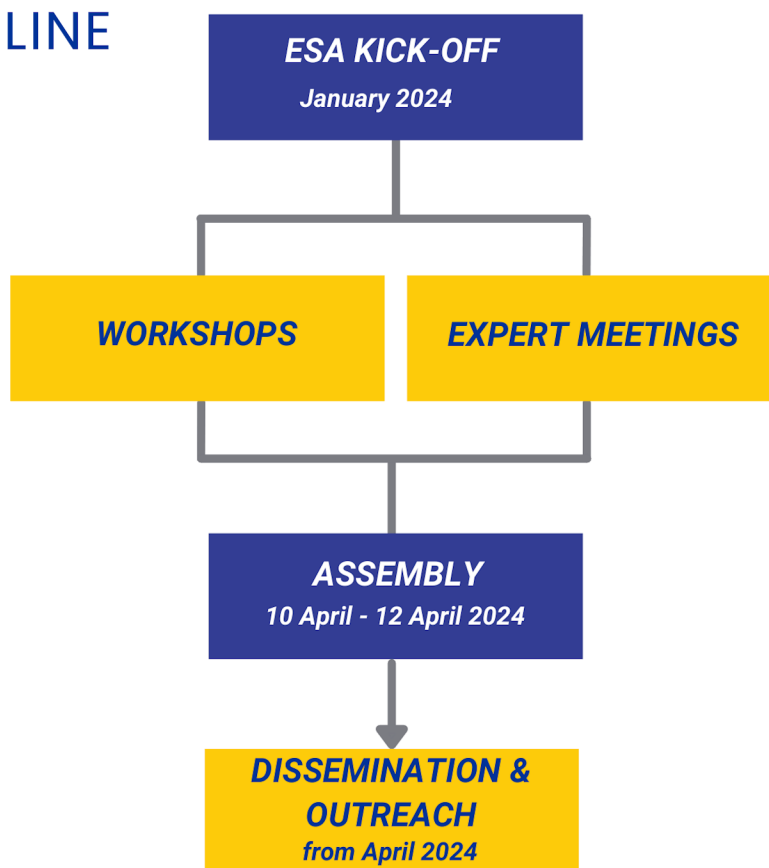 LINE
ESA KICK-OFF
January 2024
WORKSHOPS
EXPERT MEETINGS
ASSEMBLY
10 April - 12 April 2024
DISSEMINATION &
OUTREACH
from April 2024